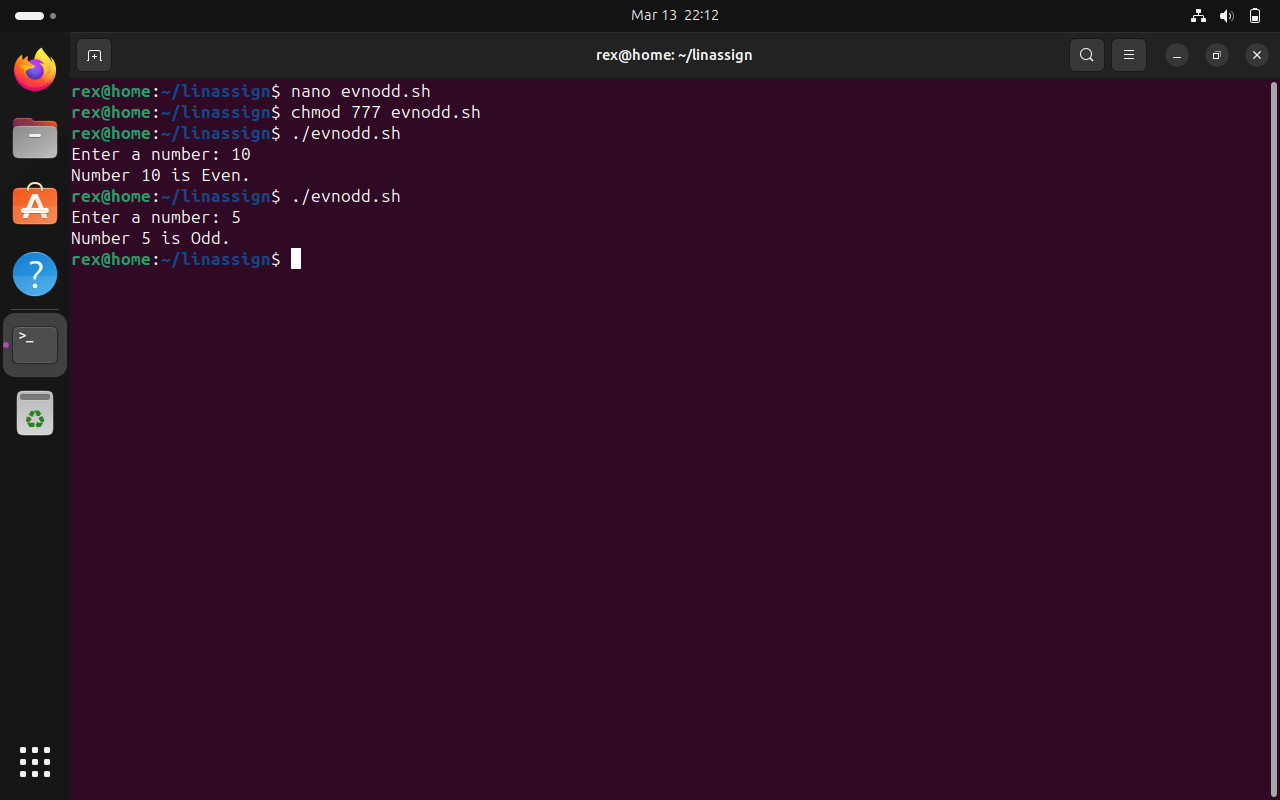 Mar 13 22:12
rex@home: ~/linassign
rex@home:~/linassign$ nano evnodd.sh
rex@home:~/linassign$ chmod 777 evnodd.sh
rex@home:~/linassign$ ./evnodd.sh
Enter a number: 10
Number 10 is Even.
rex@home:~/linassign$ ./evnodd.sh
Enter a number: 5
Number 5 is Odd.
rex@home:~/linassign$